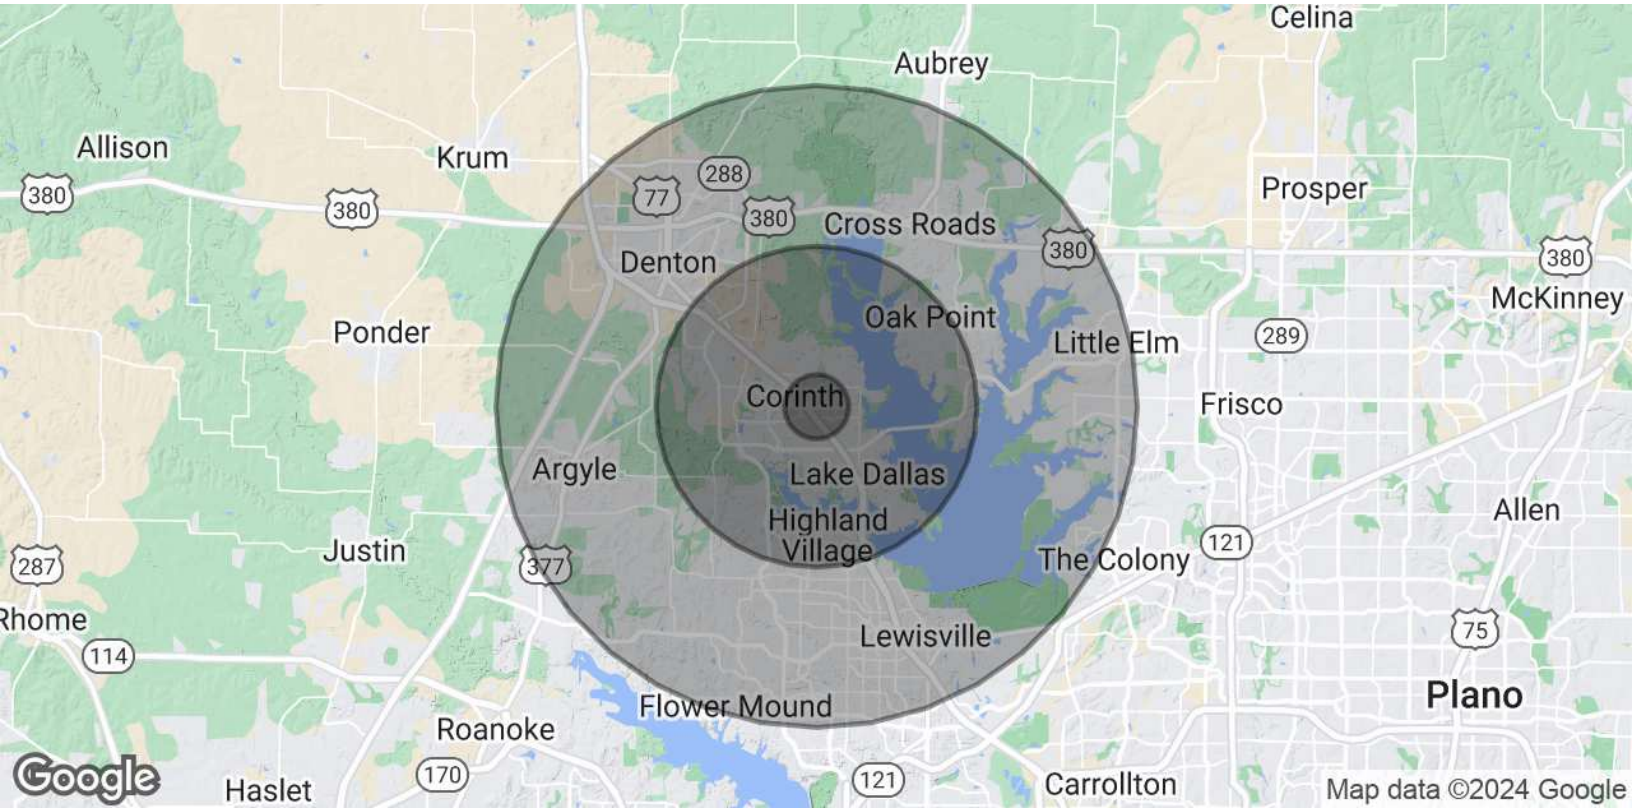 Celina
Aubrey
Allison
Krum
380
380
77
288
380
Cross Roads
Prosper
380
380
Denton
McKinney
Oak Point
Ponder
Little Elm
289
Corinth
Frisco
Argyle
Lake Dallas
Highland
Village
Allen
Justin
377
The Colony
121
287
Rhome
114
Lewisville
75
Flower Mound
Plano
Roanoke
170
Google
Haslet
121
Carrollton
Map data ©2024 Google